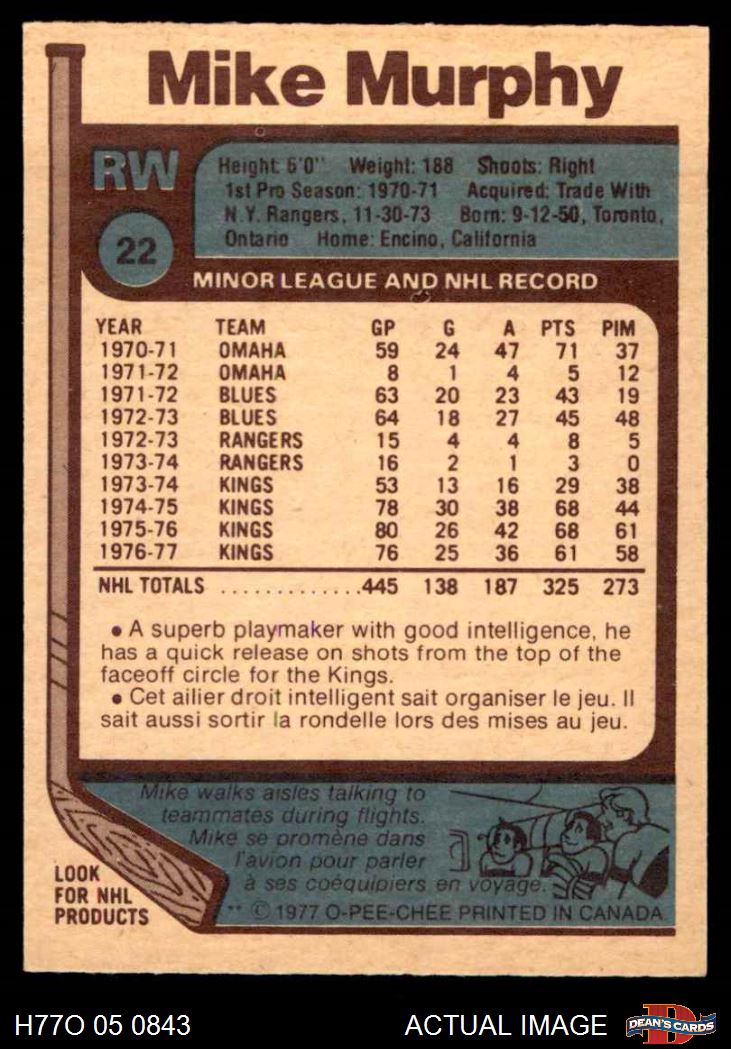 Mike Murphy
RW
22
Height: 6'0" Weight: 188 Shoots: Right
1st Pro Season: 1970-71 Acquired: Trade With
N.Y. Rangers, 11-30-73 Born: 9-12-50, Toronto,
Ontario Home: Encino, California
MINOR LEAGUE AND NHL RECORD
YEAR TEAM GP G A PTS PIM
1970-71 OMAHA 59 24 47 71 37
1971-72 OMAHA 8 1 4 5 12
1971-72 BLUES 63 20 23 43 19
1972-73 BLUES 64 18 27 45 48
1972-73 RANGERS 15 4 4 8 5
1973-74 RANGERS 16 2 1 3 0
1973-74 KINGS 53 13 16 29 38
1974-75 KINGS 78 30 38 68 44
1975-76 KINGS 80 26 42 68 61
1976-77 KINGS 76 25 36 61 58
NHL TOTALS .............445 138 187 325 273
• A superb playmaker with good intelligence, he
has a quick release on shots from the top of the
faceoff circle for the Kings.
• Cet ailier droit intelligent sait organiser le jeu. Il
sait aussi sortir la rondelle lors des mises au jeu.
Mike walks aisles talking to
teammates during flights.
Mike se promène dans
l'avion pour parler
à ses coéquipiers en voyage.
LOOK
FOR NHL
PRODUCTS
** © 1977 O-PEE-CHEE PRINTED IN CANADA
H77O 05 0843
ACTUAL IMAGE
D
DEAN'S CARDS